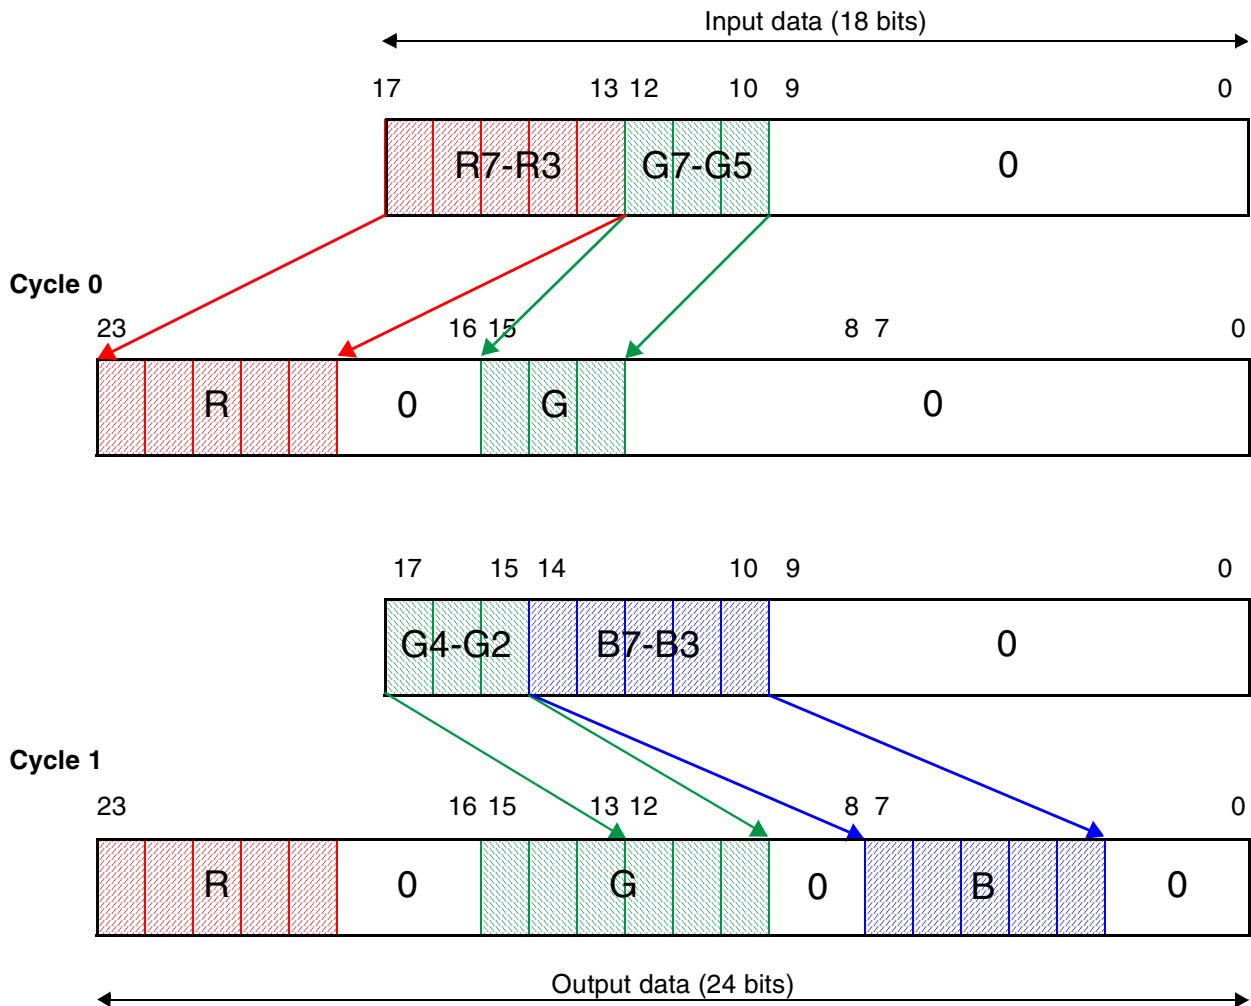 Input data (18 bits)
17 13 12 10 9 0
R7-R3 G7-G5 0
Cycle 0
23 16 15 8 7 0
R 0 G 0
17 15 14 10 9 0
G4-G2 B7-B3 0
Cycle 1
23 16 15 13 12 8 7 0
R 0 G 0 B 0
Output data (24 bits)